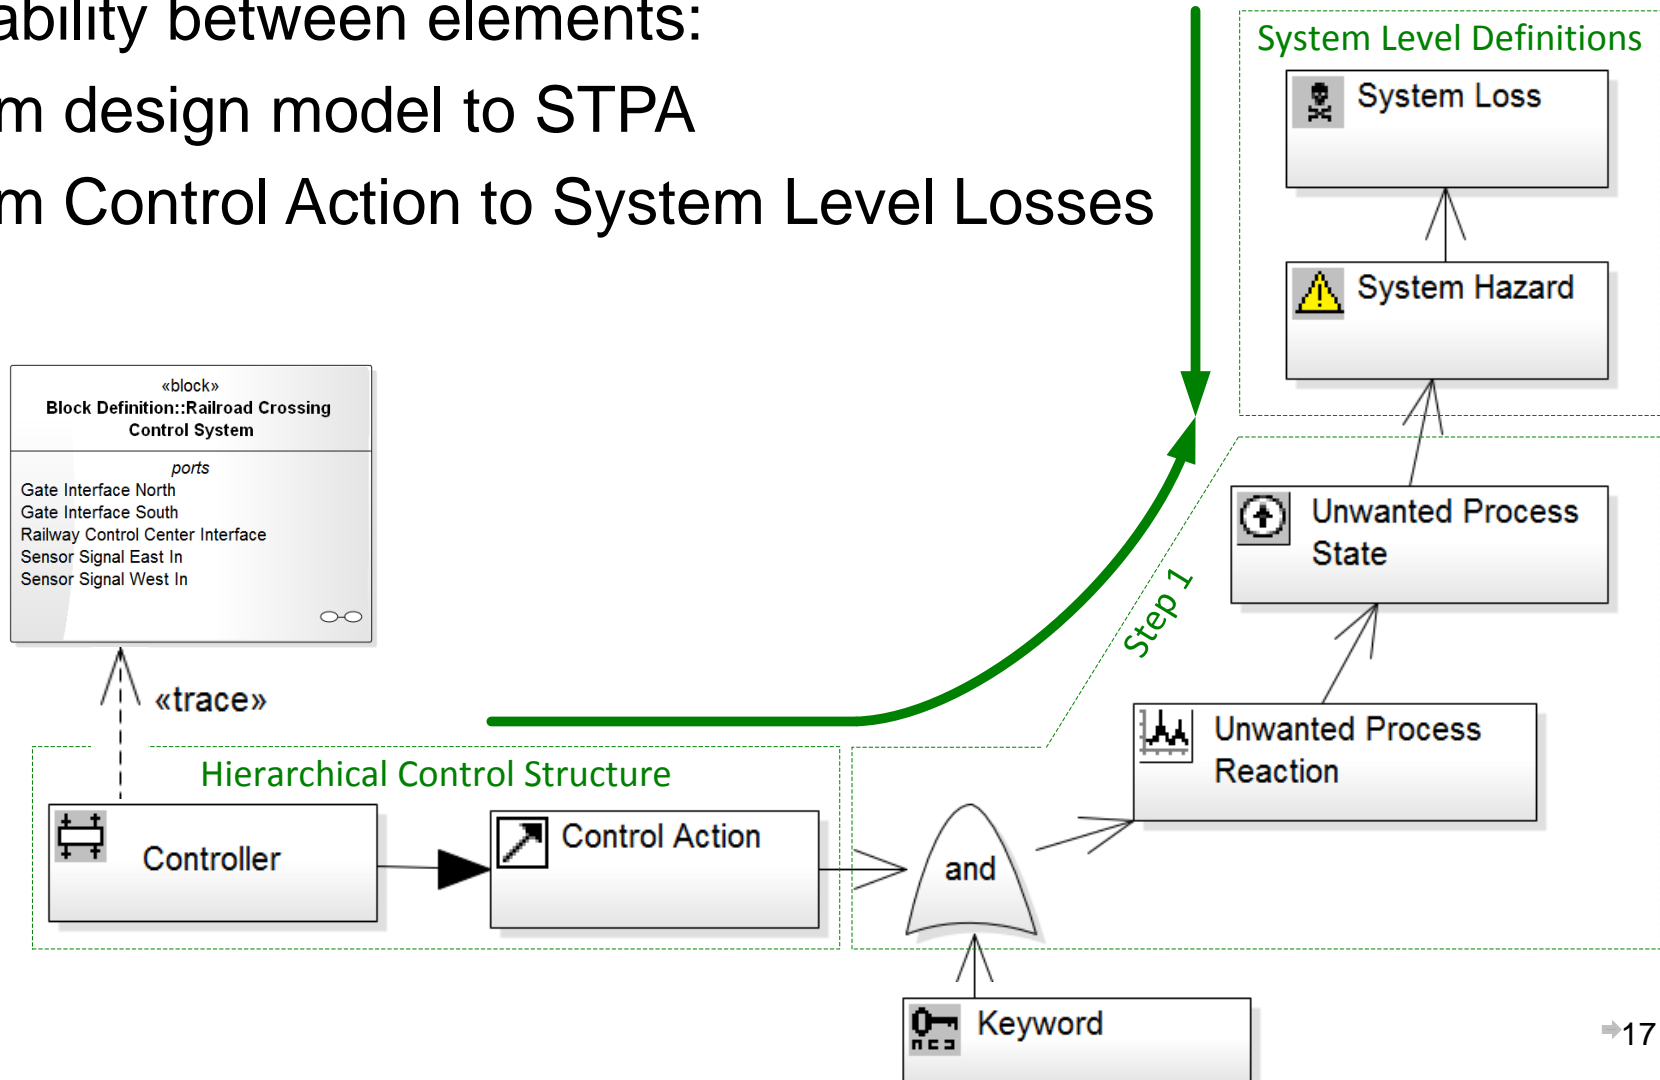 ability between elements:
m design model to STPA
m Control Action to System Level Losses
System Level Definitions
System Loss
System Hazard
«block»
Block Definition::Railroad Crossing
Control System
ports
Gate Interface North
Gate Interface South
Railway Control Center Interface
Sensor Signal East In
Sensor Signal West In
Unwanted Process
State
Step 1
«trace»
Unwanted Process
Reaction
Hierarchical Control Structure
Controller
Control Action
and
Keyword
17